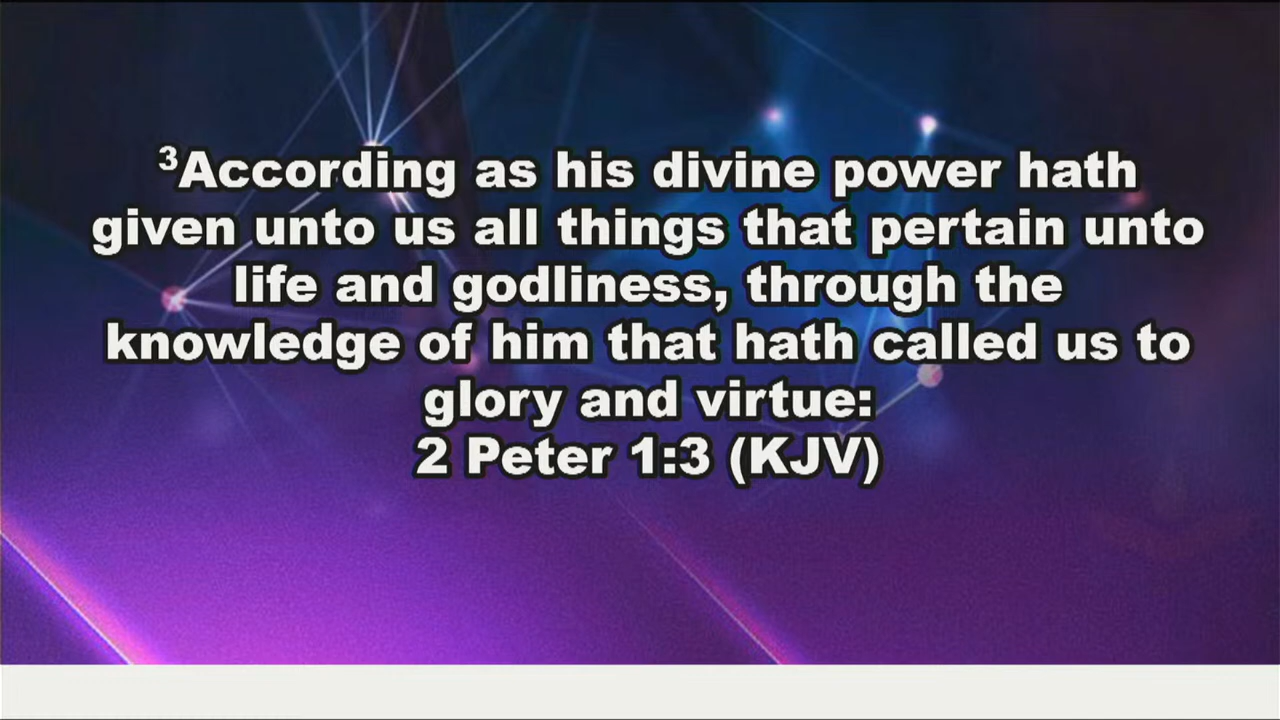 ³According as his divine power hath
given unto us all things that pertain unto
life and godliness, through the
knowledge of him that hath called us to
glory and virtue:
2 Peter 1:3 (KJV)